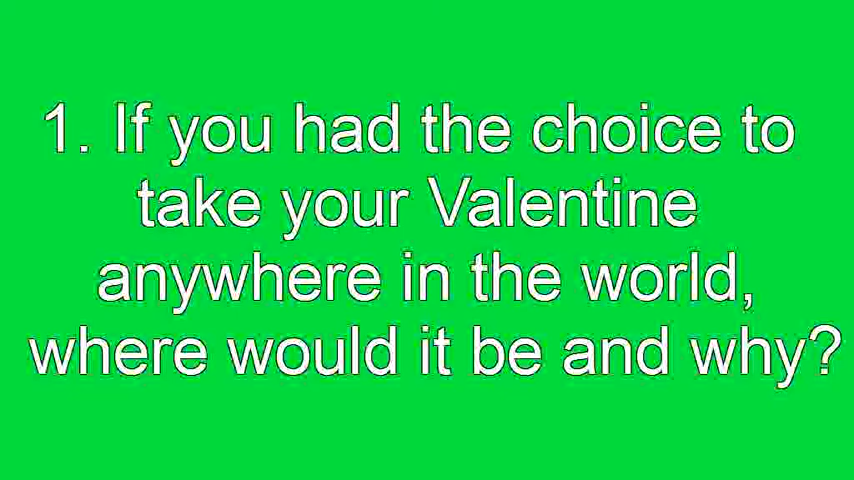 1. If you had the choice to
take your Valentine
anywhere in the world,
where would it be and why?